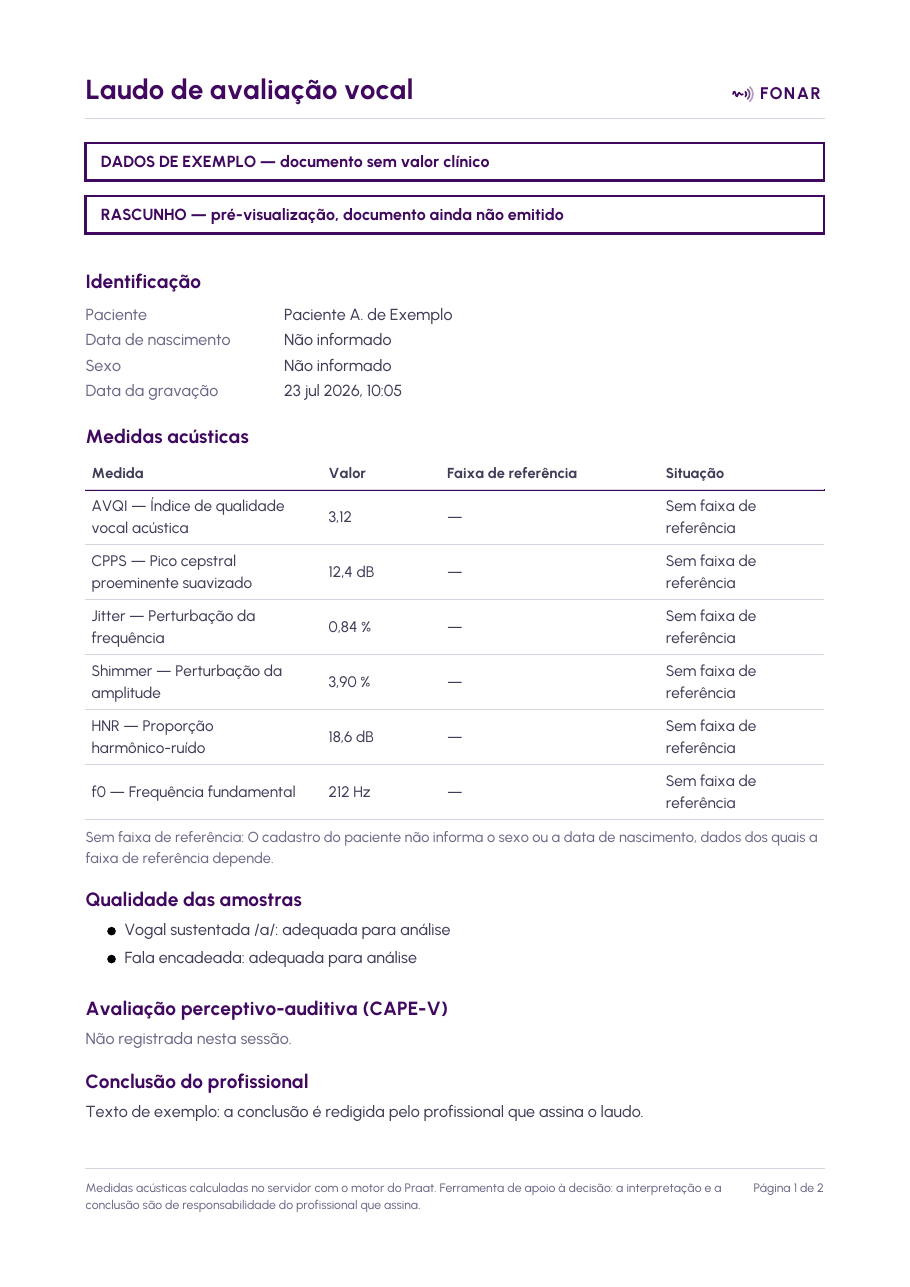 Laudo de avaliação vocal
FONAR
DADOS DE EXEMPLO — documento sem valor clínico
RASCUNHO — pré-visualização, documento ainda não emitido
Identificação
Paciente Paciente A. de Exemplo
Data de nascimento Não informado
Sexo Não informado
Data da gravação 23 jul 2026, 10:05
Medidas acústicas
Medida Valor Faixa de referência Situação
AVQI — Índice de qualidade
vocal acústica
3,12 —
Sem faixa de
referência
CPPS — Pico cepstral
proeminente suavizado
12,4 dB —
Sem faixa de
referência
Jitter — Perturbação da
frequência
0,84 % —
Sem faixa de
referência
Shimmer — Perturbação da
amplitude
3,90 % —
Sem faixa de
referência
HNR — Proporção
harmônico-ruído
18,6 dB —
Sem faixa de
referência
f0 — Frequência fundamental 212 Hz —
Sem faixa de
referência
Sem faixa de referência: O cadastro do paciente não informa o sexo ou a data de nascimento, dados dos quais a
faixa de referência depende.
Qualidade das amostras
● Vogal sustentada /a/: adequada para análise
● Fala encadeada: adequada para análise
Avaliação perceptivo-auditiva (CAPE-V)
Não registrada nesta sessão.
Conclusão do profissional
Texto de exemplo: a conclusão é redigida pelo profissional que assina o laudo.
Medidas acústicas calculadas no servidor com o motor do Praat. Ferramenta de apoio à decisão: a interpretação e a
conclusão são de responsabilidade do profissional que assina.
Página 1 de 2